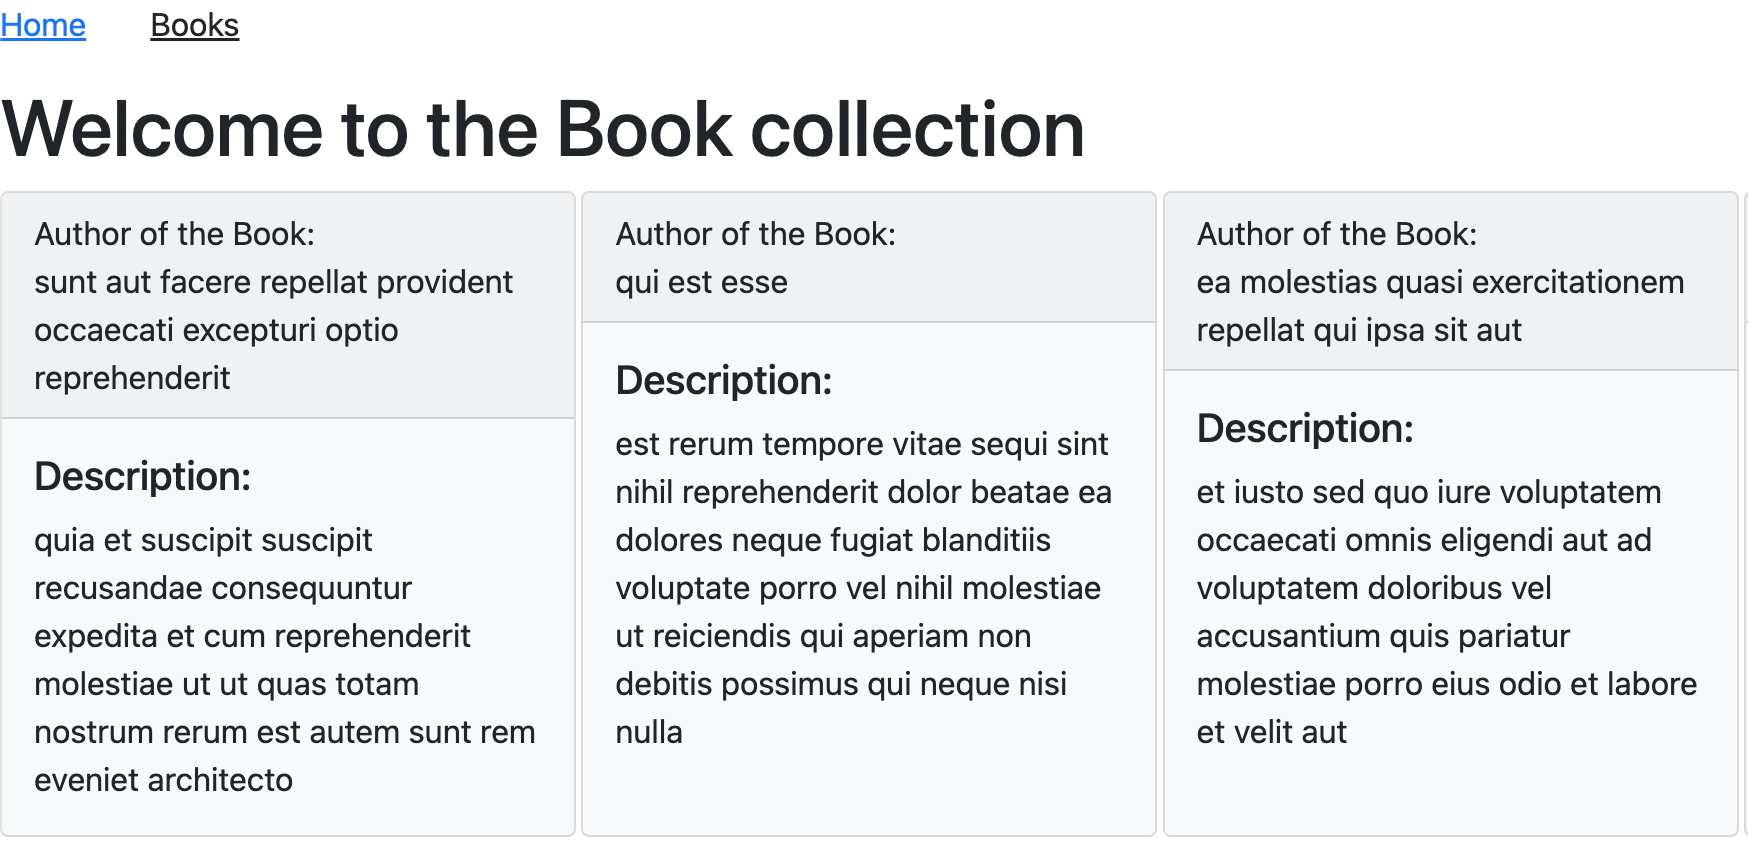 Home Books
Welcome to the Book collection
Author of the Book:
sunt aut facere repellat provident
occaecati excepturi optio
reprehenderit
Description:
quia et suscipit suscipit
recusandae consequuntur
expedita et cum reprehenderit
molestiae ut ut quas totam
nostrum rerum est autem sunt rem
eveniet architecto
Author of the Book:
qui est esse
Description:
est rerum tempore vitae sequi sint
nihil reprehenderit dolor beatae ea
dolores neque fugiat blanditiis
voluptate porro vel nihil molestiae
ut reiciendis qui aperiam non
debitis possimus qui neque nisi
nulla
Author of the Book:
ea molestias quasi exercitationem
repellat qui ipsa sit aut
Description:
et iusto sed quo iure voluptatem
occaecati omnis eligendi aut ad
voluptatem doloribus vel
accusantium quis pariatur
molestiae porro eius odio et labore
et velit aut